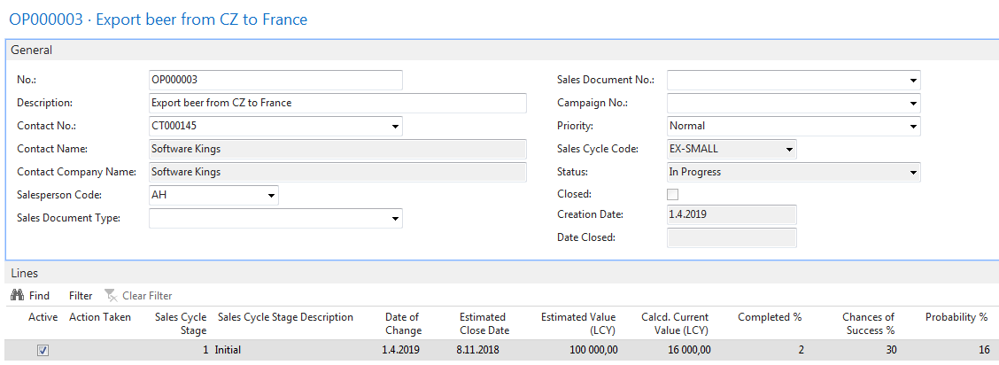 OP000003 · Export beer from CZ to France
General
No.: OP000003
Description: Export beer from CZ to France
Contact No.: CT000145
Contact Name: Software Kings
Contact Company Name: Software Kings
Salesperson Code: AH
Sales Document Type:
Sales Document No.:
Campaign No.:
Priority: Normal
Sales Cycle Code: EX-SMALL
Status: In Progress
Closed:
Creation Date: 1.4.2019
Date Closed:
Lines
Find Filter Clear Filter
Active Action Taken Sales Cycle Stage Sales Cycle Stage Description Date of Change Estimated Close Date Estimated Value (LCY) Calcd. Current Value (LCY) Completed % Chances of Success % Probability %
1 Initial 1.4.2019 8.11.2018 100 000,00 16 000,00 2 30 16